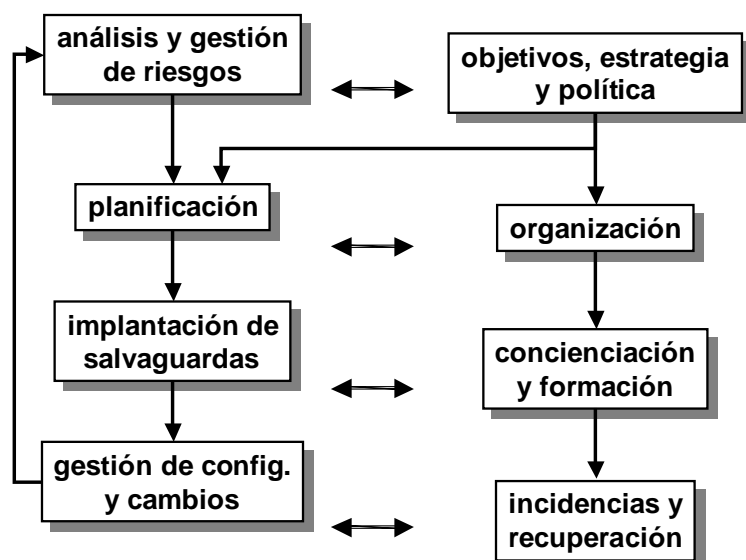 análisis y gestión
de riesgos
objetivos, estrategia
y política
planificación
organización
implantación de
salvaguardas
concienciación
y formación
gestión de config.
y cambios
incidencias y
recuperación